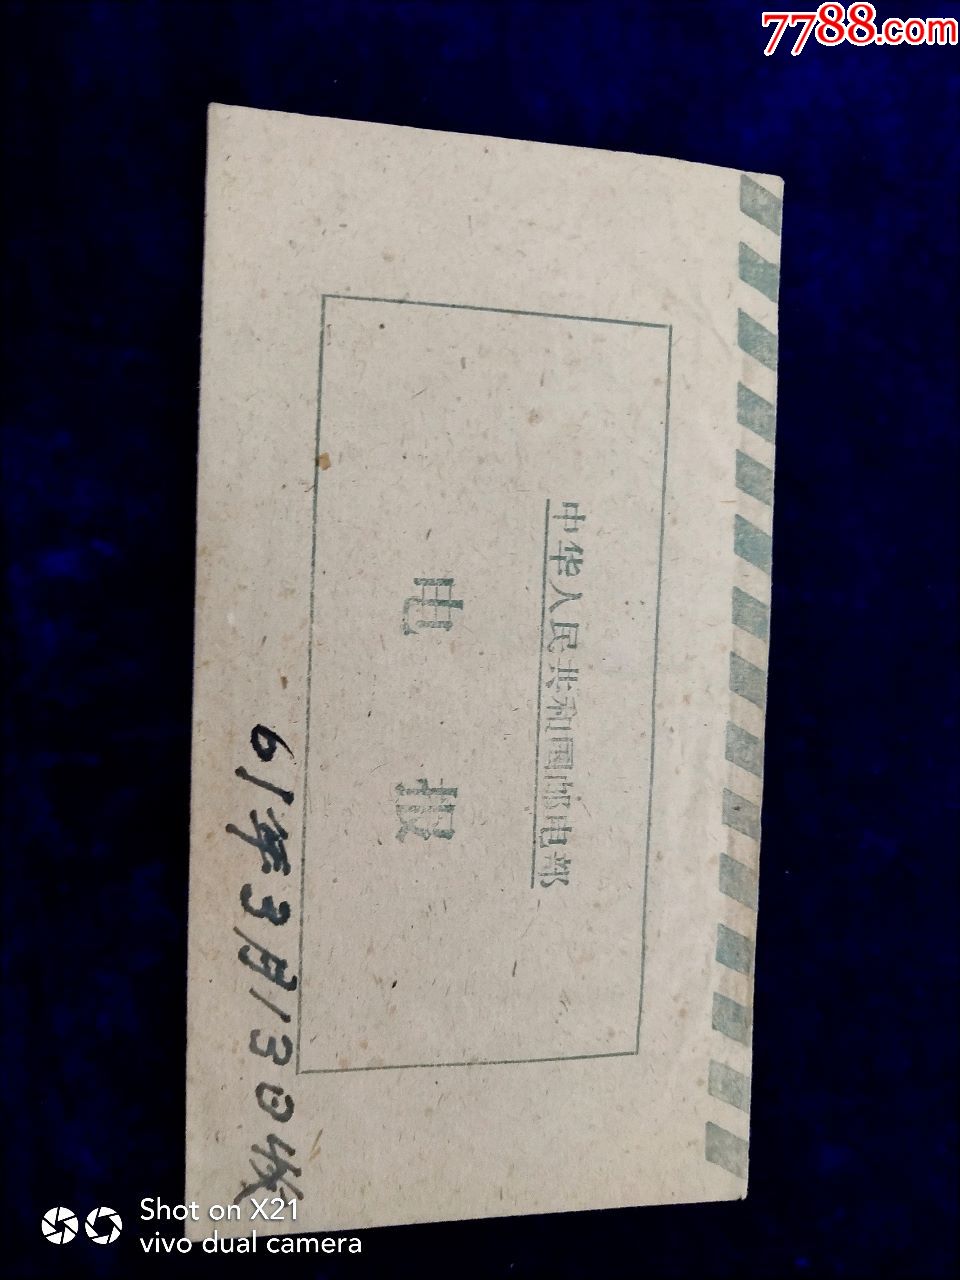 7788.com
中华人民共和国邮电部
电报
61年3月13日收
Shot on X21
vivo dual camera